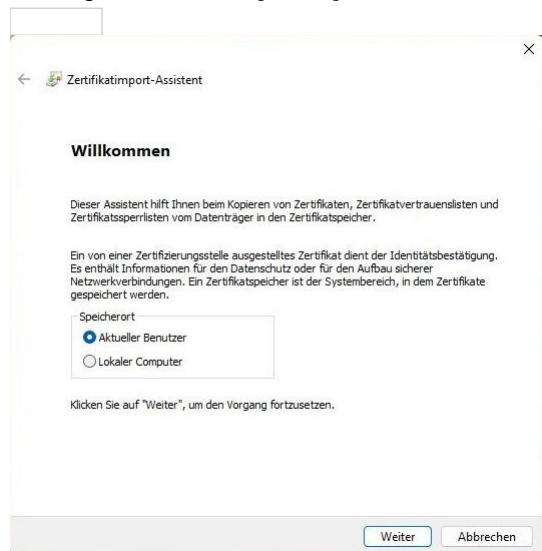 Zertifikatimport-Assistent
Willkommen
Dieser Assistent hilft Ihnen beim Kopieren von Zertifikaten, Zertifikatvertrauenslisten und
Zertifikatssperrlisten vom Datenträger in den Zertifikatspeicher.
Ein von einer Zertifizierungsstelle ausgestelltes Zertifikat dient der Identitätsbestätigung.
Es enthält Informationen für den Datenschutz oder für den Aufbau sicherer
Netzwerkverbindungen. Ein Zertifikatspeicher ist der Systembereich, in dem Zertifikate
gespeichert werden.
Speicherort
Aktueller Benutzer
Lokaler Computer
Klicken Sie auf "Weiter", um den Vorgang fortzusetzen.
Weiter
Abbrechen